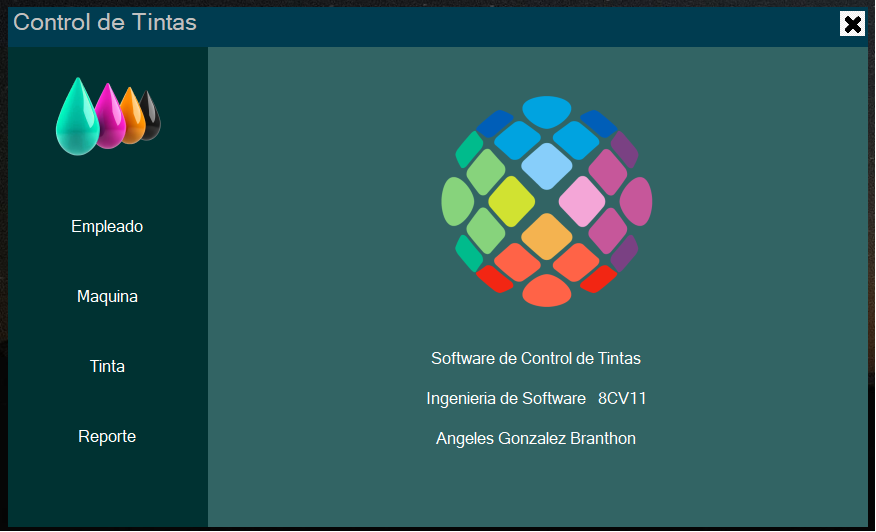 Control de Tintas
Empleado
Maquina
Tinta
Reporte
Software de Control de Tintas
Ingenieria de Software 8CV11
Angeles Gonzalez Branthon